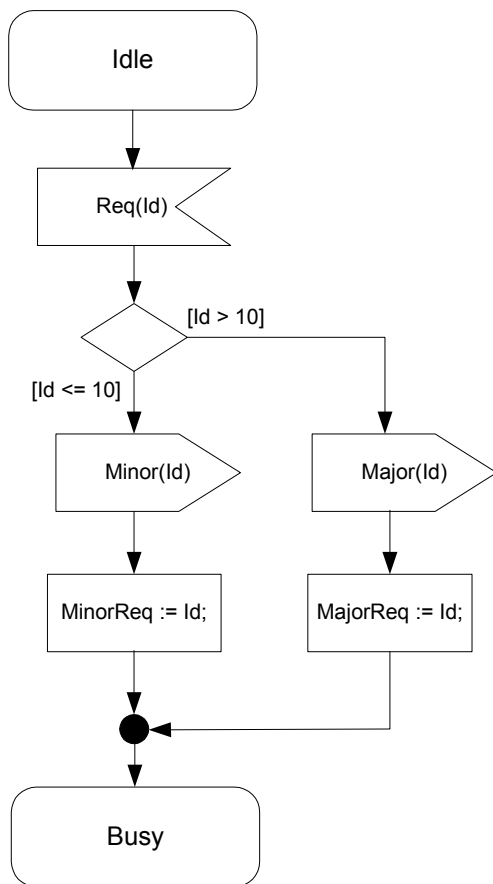 Idle
Req(Id)
[Id > 10]
[Id <= 10]
Minor(Id)
Major(Id)
MinorReq := Id;
MajorReq := Id;
Busy